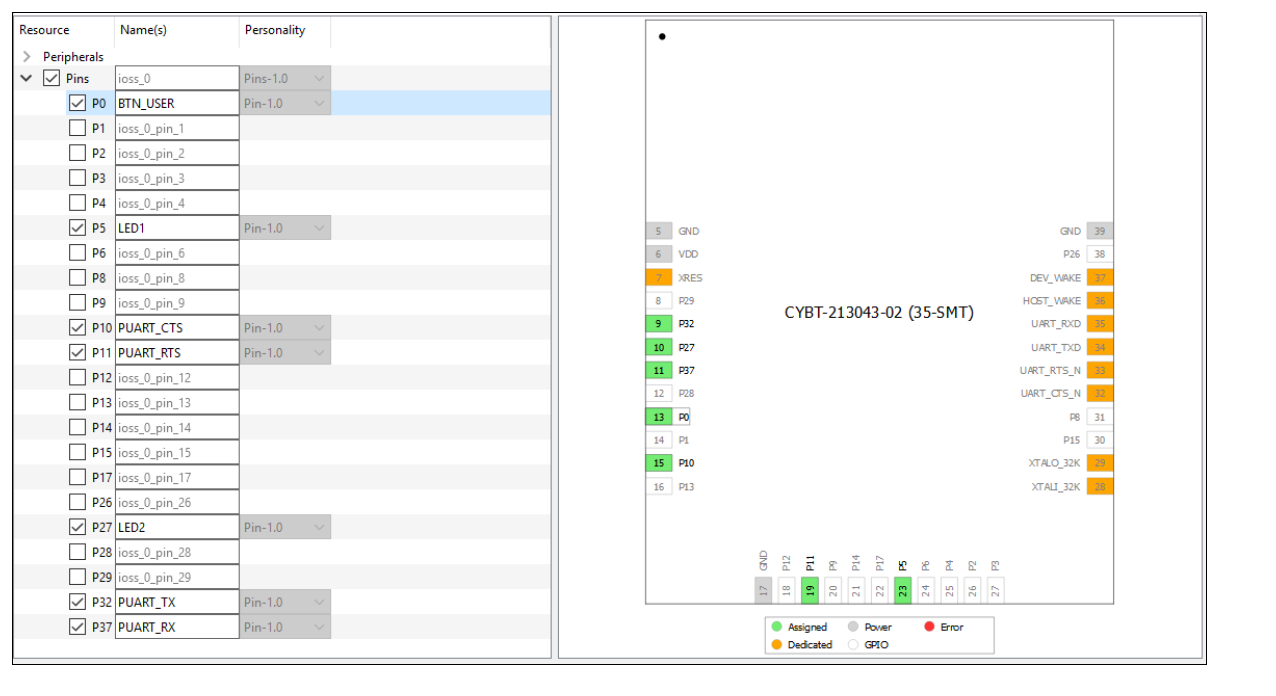 Resource Name(s) Personality
Peripherals
Pins ioss_0 Pins-1.0
P0 BTN_USER Pin-1.0
P1 ioss_0_pin_1
P2 ioss_0_pin_2
P3 ioss_0_pin_3
P4 ioss_0_pin_4
P5 LED1 Pin-1.0
P6 ioss_0_pin_6
P8 ioss_0_pin_8
P9 ioss_0_pin_9
P10 PUART_CTS Pin-1.0
P11 PUART_RTS Pin-1.0
P12 ioss_0_pin_12
P13 ioss_0_pin_13
P14 ioss_0_pin_14
P15 ioss_0_pin_15
P17 ioss_0_pin_17
P26 ioss_0_pin_26
P27 LED2 Pin-1.0
P28 ioss_0_pin_28
P29 ioss_0_pin_29
P32 PUART_TX Pin-1.0
P37 PUART_RX Pin-1.0
5 GND
6 VDD
7 XRES
8 P29
9 P32
10 P27
11 P37
12 P28
13 P0
14 P1
15 P10
16 P13
CYBT-213043-02 (35-SMT)
GND 39
P26 38
DEV_WAKE 37
HOST_WAKE 36
UART_RXD 35
UART_TXD 34
UART_RTS_N 33
UART_CTS_N 32
P8 31
P15 30
XTALO_32K 29
XTALI_32K 28
GND P12 P11 P9 P14 P17 P5 P6 P4 P2 P3
17 18 19 20 21 22 23 24 25 26 27
Assigned Power Error
Dedicated GPIO